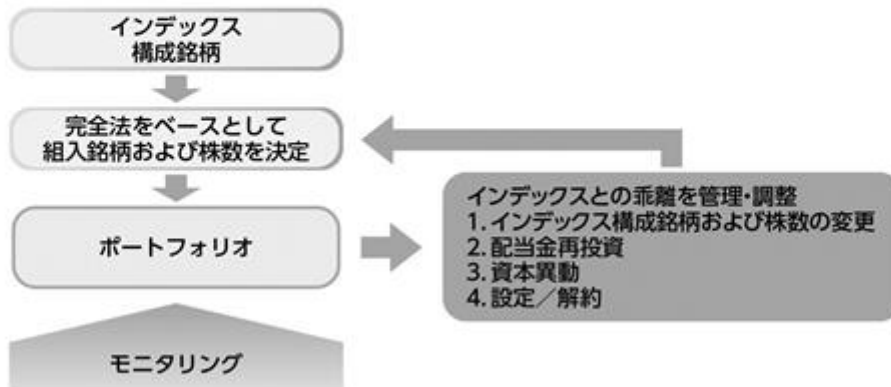 インデックス
構成銘柄
完全法をベースとして
組入銘柄および株数を決定
ポートフォリオ
インデックスとの乖離を管理・調整
1. インデックス構成銘柄および株数の変更
2. 配当金再投資
3. 資本異動
4. 設定／解約
モニタリング